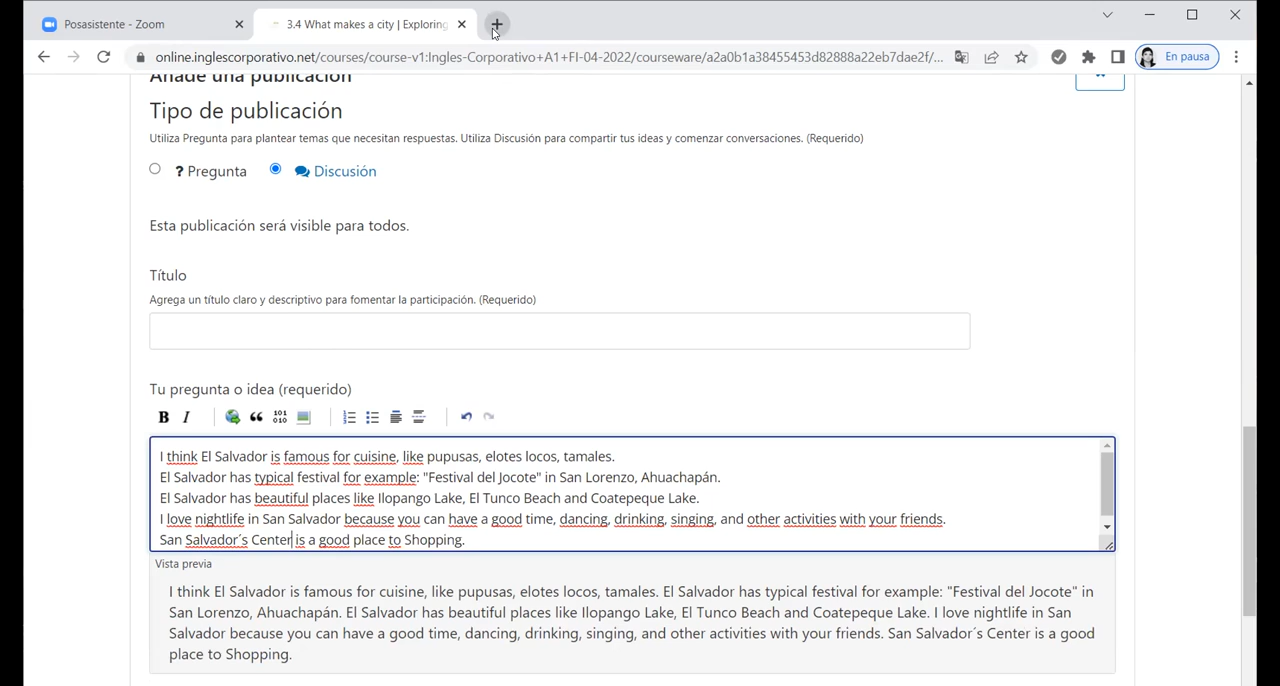 Posasistente - Zoom
3.4 What makes a city | Exploring
online.inglescorporativo.net/courses/course-v1:Ingles-Corporativo+A1+FI-04-2022/courseware/a2a0b1a38455453d82888a22eb7dae2f/...
En pausa
Añade una publicación
Tipo de publicación
Utiliza Pregunta para plantear temas que necesitan respuestas. Utiliza Discusión para compartir tus ideas y comenzar conversaciones. (Requerido)
? Pregunta
Discusión
Esta publicación será visible para todos.
Título
Agrega un título claro y descriptivo para fomentar la participación. (Requerido)
Tu pregunta o idea (requerido)
B I
101
010
I think El Salvador is famous for cuisine, like pupusas, elotes locos, tamales.
El Salvador has typical festival for example: "Festival del Jocote" in San Lorenzo, Ahuachapán.
El Salvador has beautiful places like Ilopango Lake, El Tunco Beach and Coatepeque Lake.
I love nightlife in San Salvador because you can have a good time, dancing, drinking, singing, and other activities with your friends.
San Salvador´s Center is a good place to Shopping.
Vista previa
I think El Salvador is famous for cuisine, like pupusas, elotes locos, tamales. El Salvador has typical festival for example: "Festival del Jocote" in
San Lorenzo, Ahuachapán. El Salvador has beautiful places like Ilopango Lake, El Tunco Beach and Coatepeque Lake. I love nightlife in San
Salvador because you can have a good time, dancing, drinking, singing, and other activities with your friends. San Salvador´s Center is a good
place to Shopping.